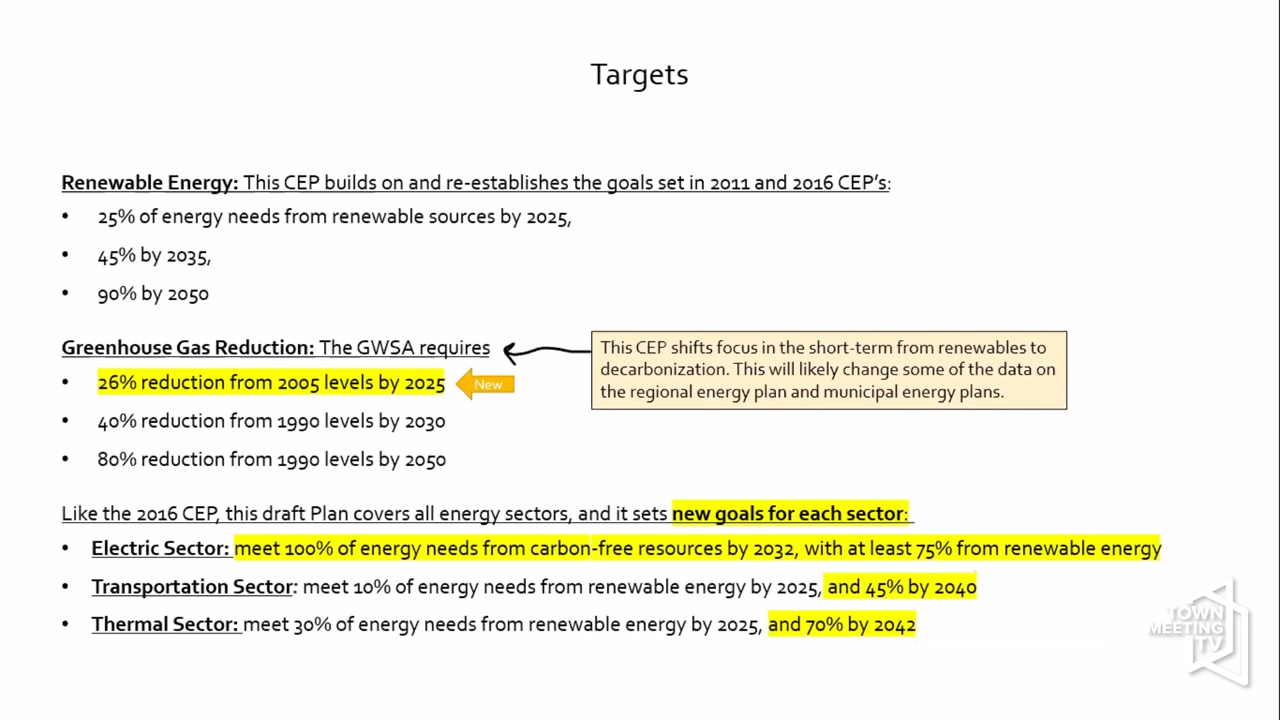 Targets
Renewable Energy: This CEP builds on and re-establishes the goals set in 2011 and 2016 CEP’s:
• 25% of energy needs from renewable sources by 2025,
• 45% by 2035,
• 90% by 2050
Greenhouse Gas Reduction: The GWSA requires
This CEP shifts focus in the short-term from renewables to
decarbonization. This will likely change some of the data on
the regional energy plan and municipal energy plans.
• 26% reduction from 2005 levels by 2025
New
• 40% reduction from 1990 levels by 2030
• 80% reduction from 1990 levels by 2050
Like the 2016 CEP, this draft Plan covers all energy sectors, and it sets new goals for each sector:
• Electric Sector: meet 100% of energy needs from carbon-free resources by 2032, with at least 75% from renewable energy
• Transportation Sector: meet 10% of energy needs from renewable energy by 2025, and 45% by 2040
• Thermal Sector: meet 30% of energy needs from renewable energy by 2025, and 70% by 2042
TOWN
MEETING
TV